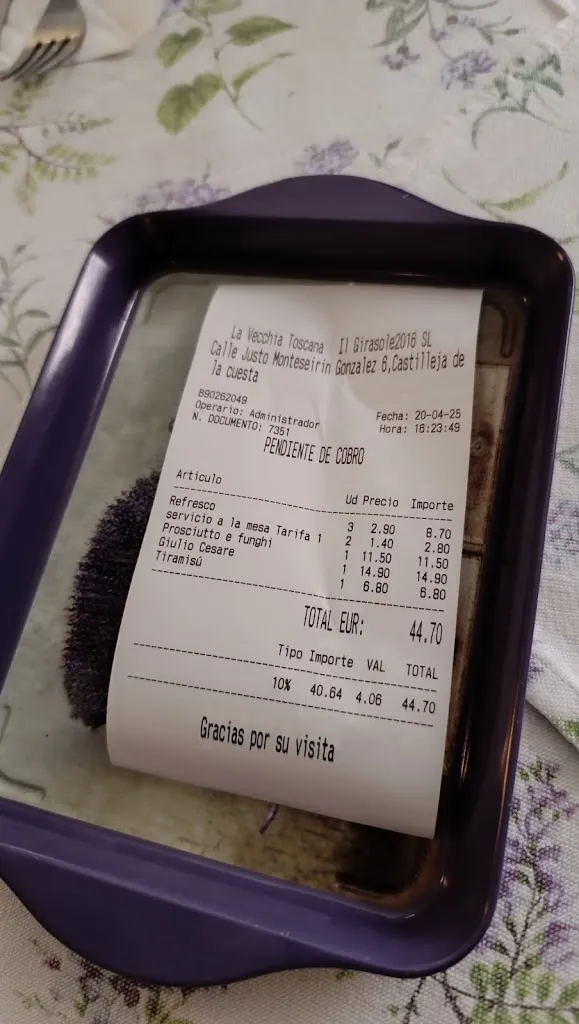 La Vecchia Toscana Il Girasole2016 SL
Calle Justo Monteseirin Gonzalez 6,Castilleja de
la cuesta
B90262049
Operario: Administrador Fecha: 20-04-25
N. DOCUMENTO: 7351 Hora: 16:23:49
PENDIENTE DE COBRO
Articulo Ud Precio Importe
Refresco 3 2.90 8.70
servicio a la mesa Tarifa 1 2 1.40 2.80
Prosciutto e funghi 1 11.50 11.50
Giulio Cesare 1 14.90 14.90
Tiramisú 1 6.80 6.80
TOTAL EUR: 44.70
Tipo Importe VAL TOTAL
10% 40.64 4.06 44.70
Gracias por su visita